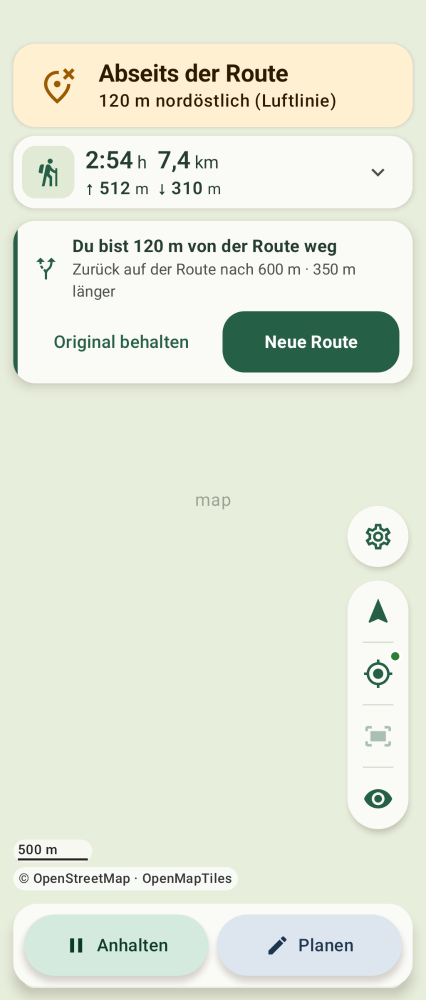 Abseits der Route
120 m nordöstlich (Luftlinie)
2:54 h 7,4 km
↑ 512 m ↓ 310 m
Du bist 120 m von der Route weg
Zurück auf der Route nach 600 m · 350 m
länger
Original behalten
Neue Route
map
500 m
© OpenStreetMap · OpenMapTiles
Anhalten
Planen